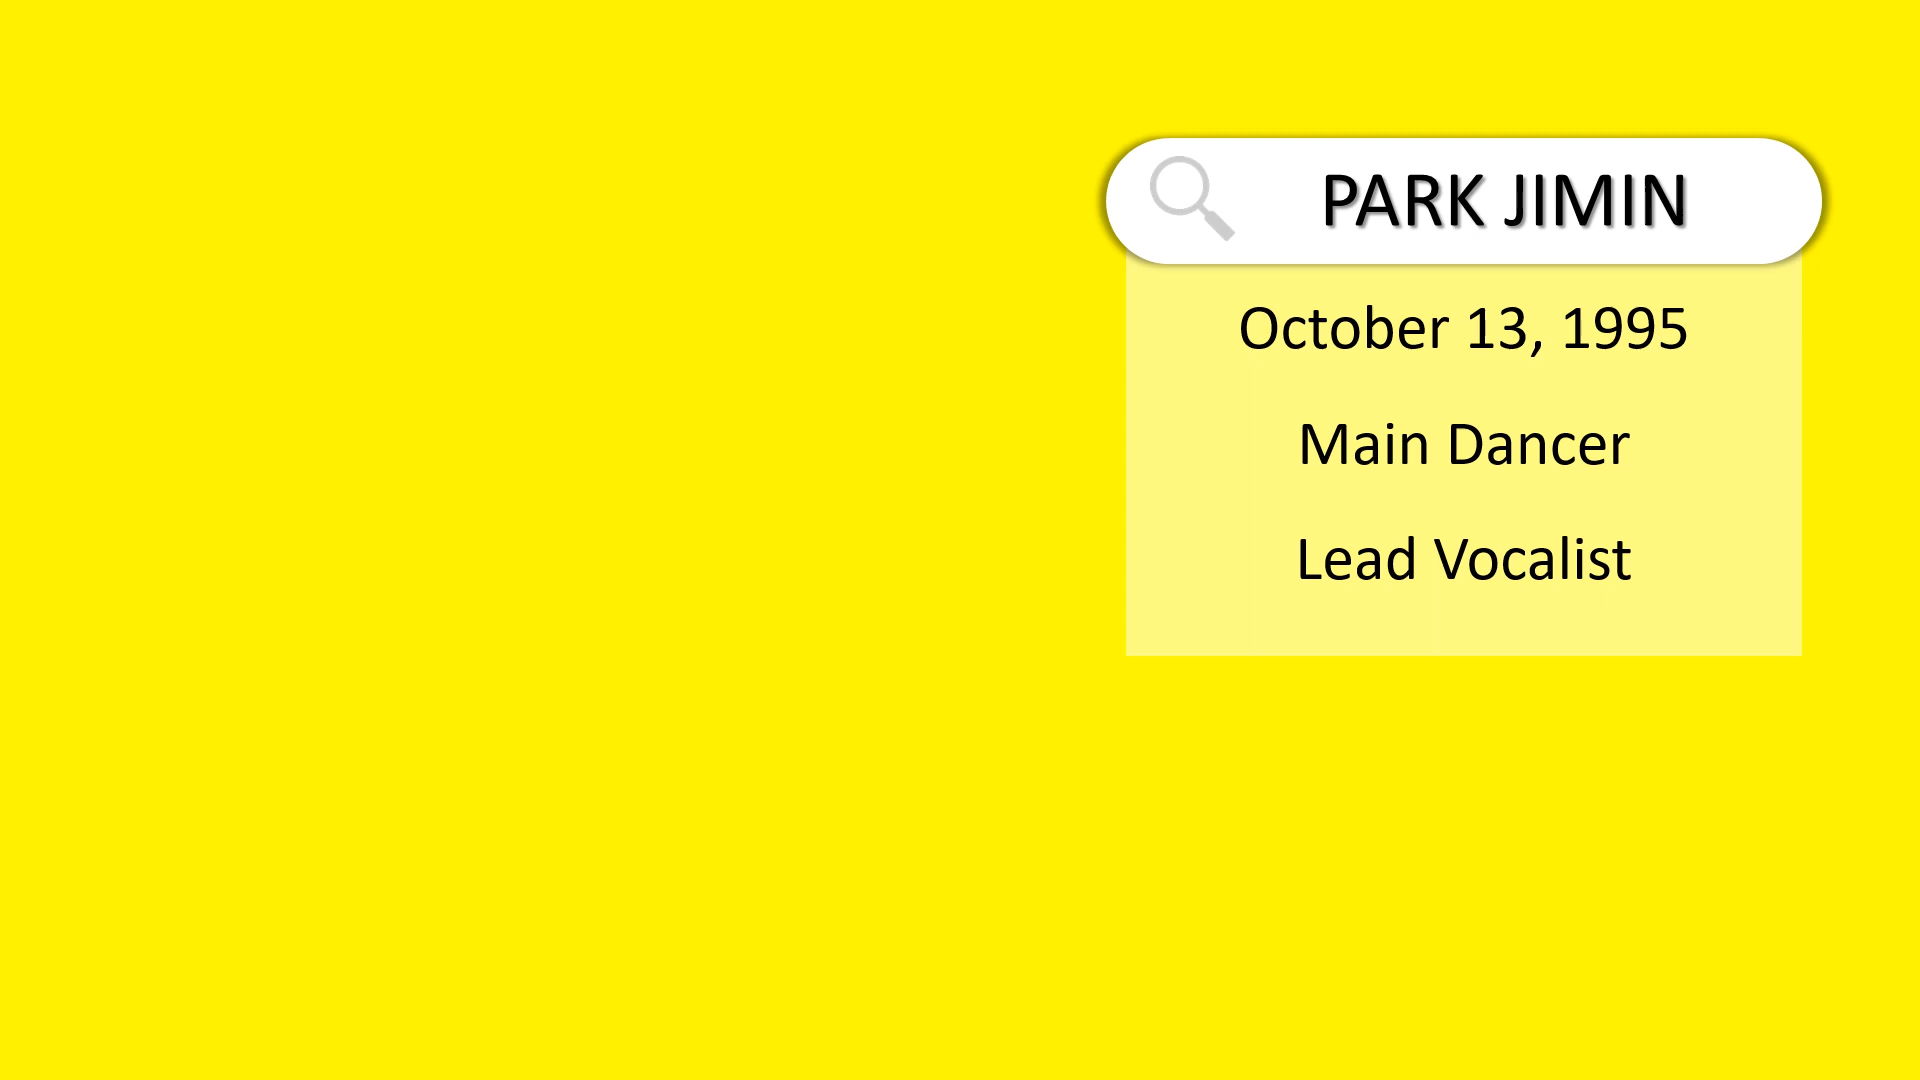 PARK JIMIN
October 13, 1995
Main Dancer
Lead Vocalist